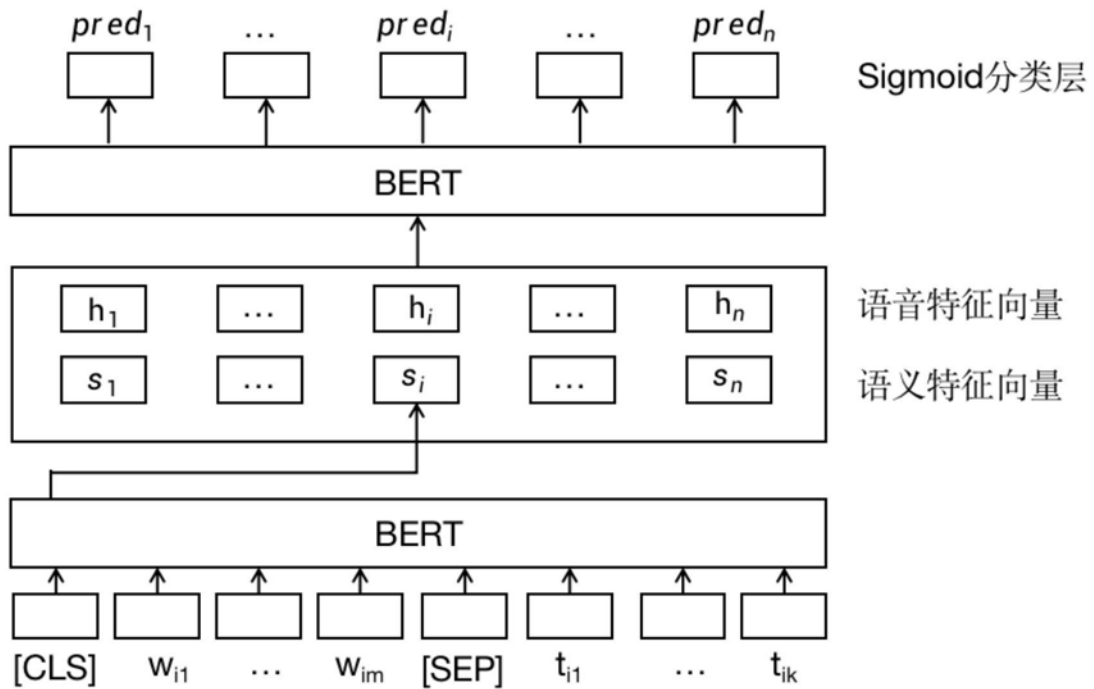 pred1 … predi … predn
Sigmoid分类层
BERT
h1 … hi … hn
语音特征向量
s1 … si … sn
语义特征向量
BERT
[CLS] wi1 … wim [SEP] ti1 … tik